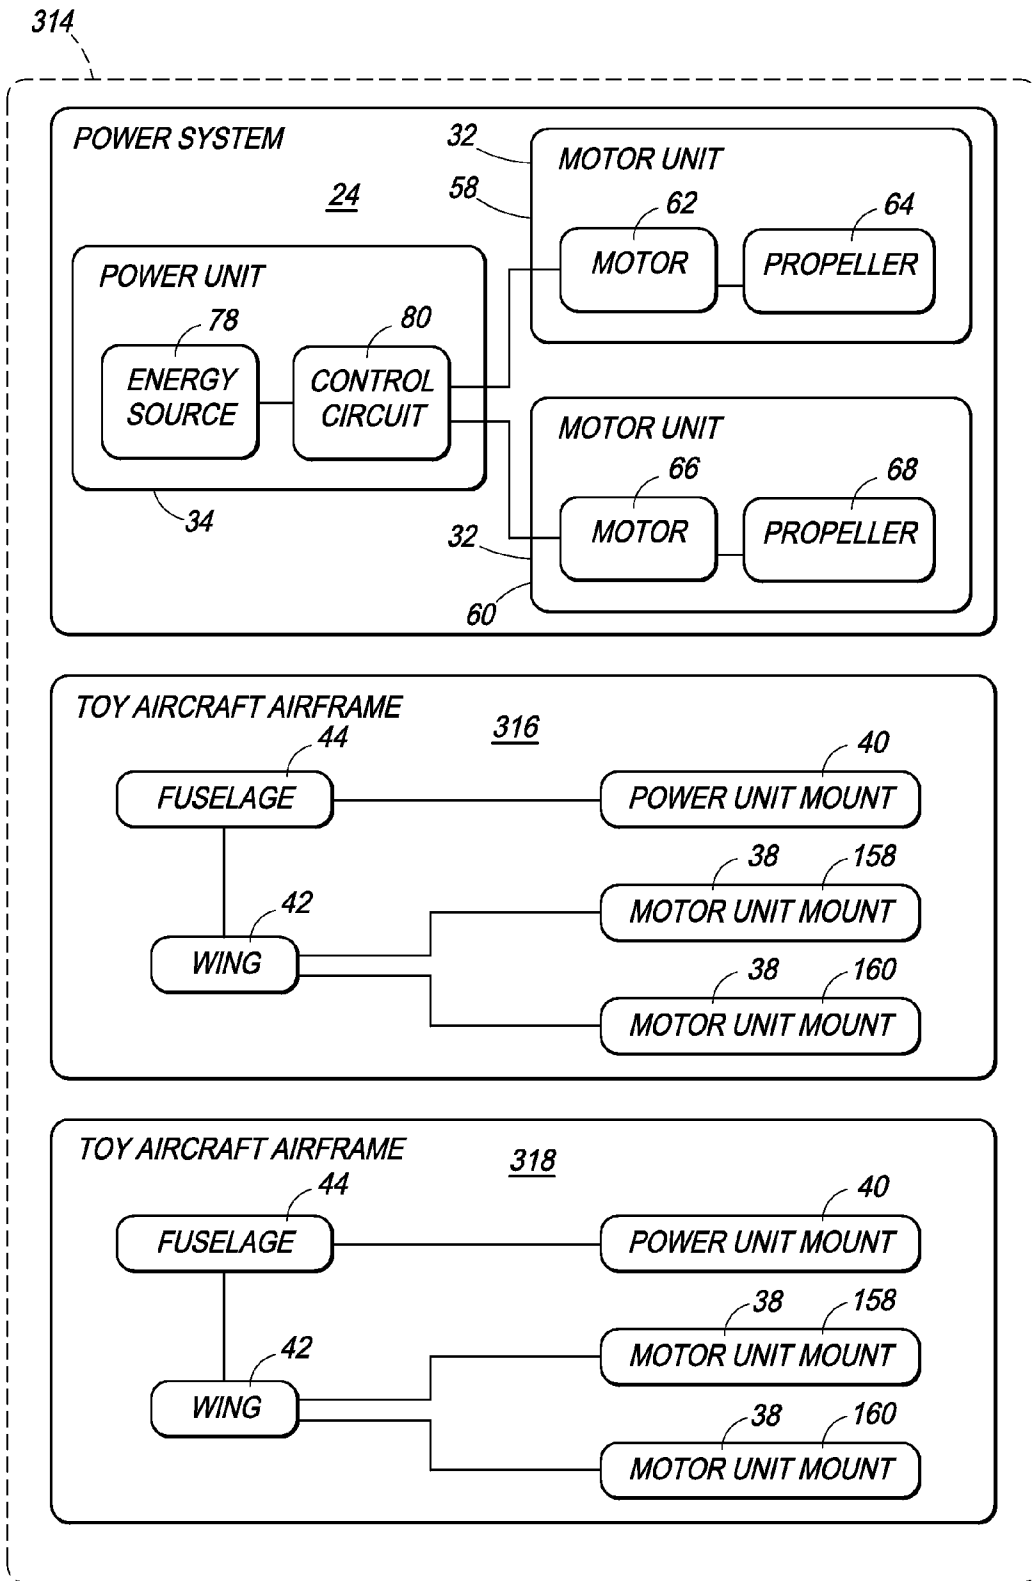 314
POWER SYSTEM
24
32
58
MOTOR UNIT
62
MOTOR
64
PROPELLER
POWER UNIT
78
ENERGY
SOURCE
80
CONTROL
CIRCUIT
34
MOTOR UNIT
66
MOTOR
68
PROPELLER
32
60
TOY AIRCRAFT AIRFRAME
316
44
FUSELAGE
40
POWER UNIT MOUNT
38
158
MOTOR UNIT MOUNT
42
WING
38
160
MOTOR UNIT MOUNT
TOY AIRCRAFT AIRFRAME
318
44
FUSELAGE
40
POWER UNIT MOUNT
38
158
MOTOR UNIT MOUNT
42
WING
38
160
MOTOR UNIT MOUNT